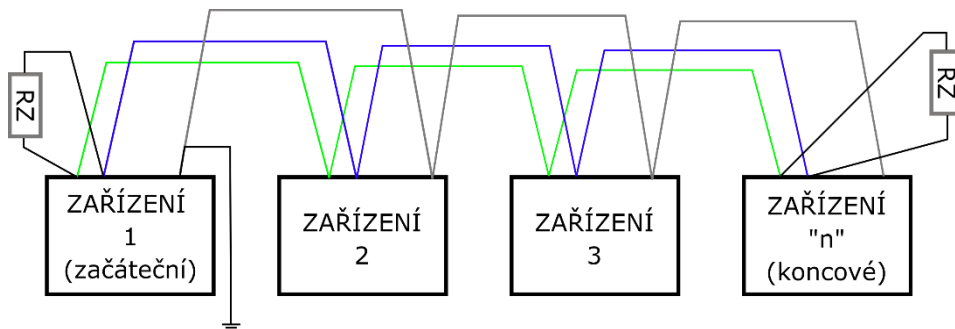 RZ
ZAŘÍZENÍ
1
(začáteční)
ZAŘÍZENÍ
2
ZAŘÍZENÍ
3
ZAŘÍZENÍ
"n"
(koncové)
RZ